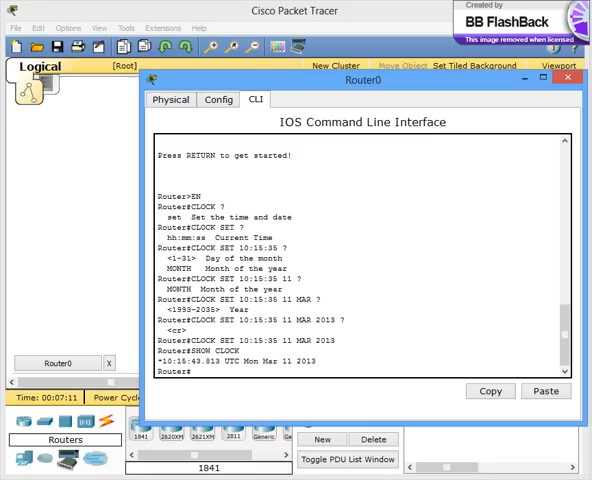 Cisco Packet Tracer
Created by
BB FlashBack
This image removed when licensed
File Edit Options View Tools Extensions Help
Logical
[Root]
New Cluster
Move Object
Set Tiled Background
Viewport
Router0
Physical
Config
CLI
IOS Command Line Interface
Press RETURN to get started!
Router>EN
Router#CLOCK ?
set Set the time and date
Router#CLOCK SET ?
hh:mm:ss Current Time
Router#CLOCK SET 10:15:35 ?
<1-31> Day of the month
MONTH Month of the year
Router#CLOCK SET 10:15:35 11 ?
MONTH Month of the year
Router#CLOCK SET 10:15:35 11 MAR ?
<1993-2035> Year
Router#CLOCK SET 10:15:35 11 MAR 2013 ?
<cr>
Router#CLOCK SET 10:15:35 11 MAR 2013
Router#SHOW CLOCK
*10:15:43.813 UTC Mon Mar 11 2013
Router#
Copy
Paste
Router0 X
Time: 00:07:11
Power Cycle
Routers
1841
2620XM
2621XM
2811
Generic
1841
New
Delete
Toggle PDU List Window